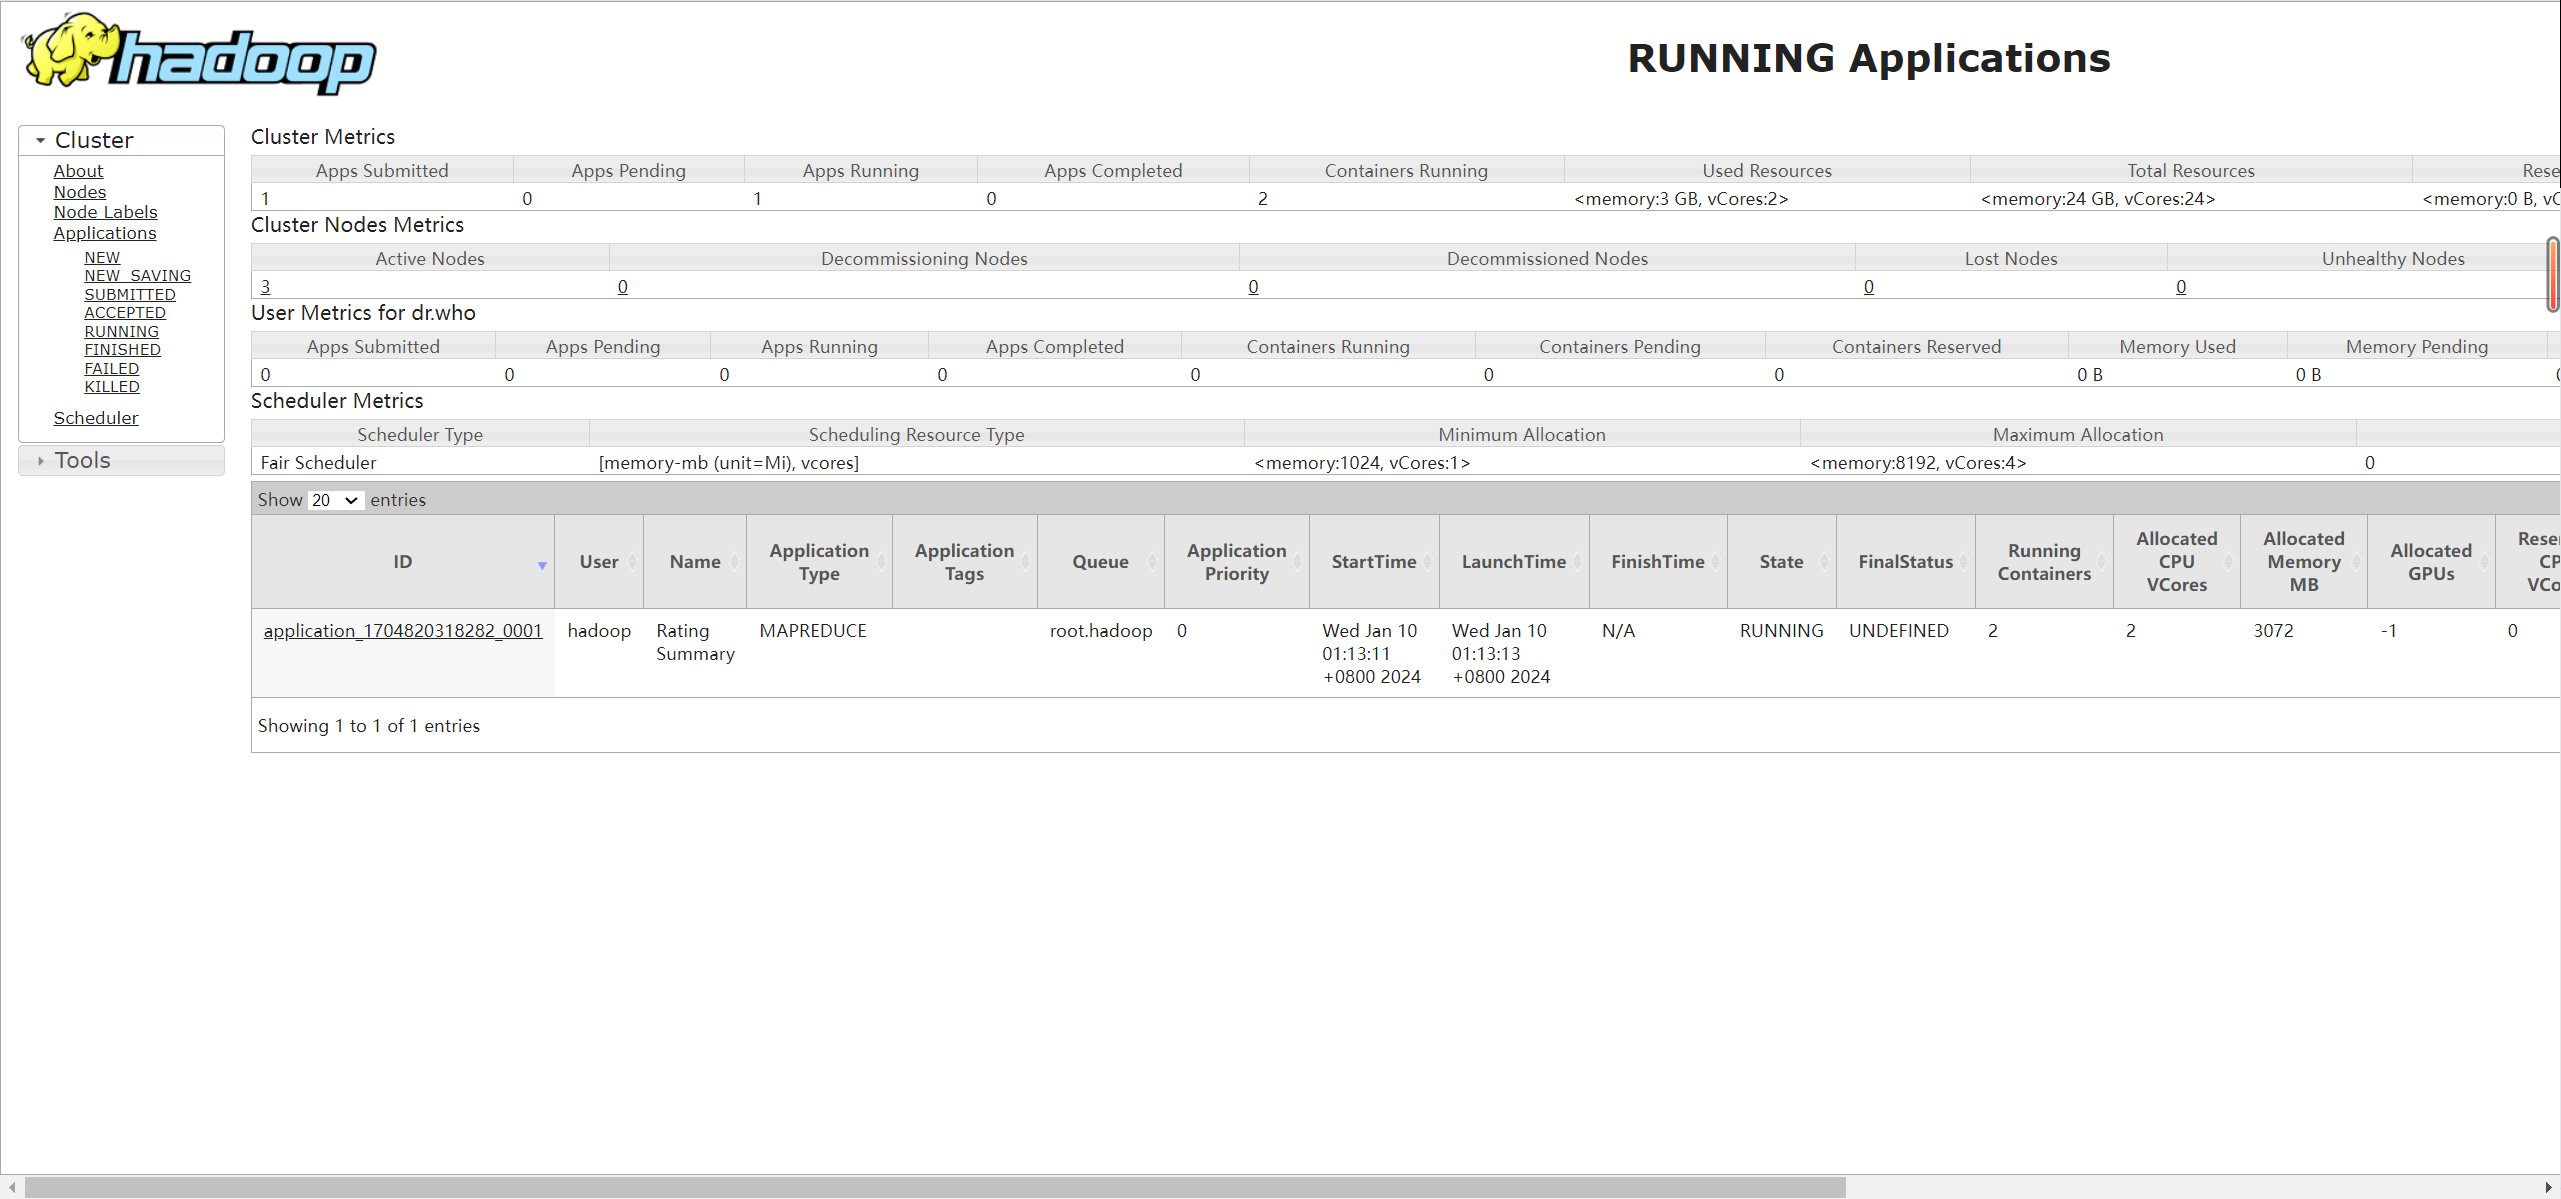 hadoop
RUNNING Applications
Cluster
About
Nodes
Node Labels
Applications
NEW
NEW_SAVING
SUBMITTED
ACCEPTED
RUNNING
FINISHED
FAILED
KILLED
Scheduler
Tools
Cluster Metrics
Apps Submitted Apps Pending Apps Running Apps Completed Containers Running Used Resources Total Resources Rese
1 0 1 0 2 <memory:3 GB, vCores:2> <memory:24 GB, vCores:24> <memory:0 B, vC
Cluster Nodes Metrics
Active Nodes Decommissioning Nodes Decommissioned Nodes Lost Nodes Unhealthy Nodes
3 0 0 0 0
User Metrics for dr.who
Apps Submitted Apps Pending Apps Running Apps Completed Containers Running Containers Pending Containers Reserved Memory Used Memory Pending
0 0 0 0 0 0 0 0 B 0 B
Scheduler Metrics
Scheduler Type Scheduling Resource Type Minimum Allocation Maximum Allocation
Fair Scheduler [memory-mb (unit=Mi), vcores] <memory:1024, vCores:1> <memory:8192, vCores:4> 0
Show 20 entries
ID User Name Application Type Application Tags Queue Application Priority StartTime LaunchTime FinishTime State FinalStatus Running Containers Allocated CPU VCores Allocated Memory MB Allocated GPUs Rese CP VCo
application_1704820318282_0001 hadoop Rating Summary MAPREDUCE root.hadoop 0 Wed Jan 10 01:13:11 +0800 2024 Wed Jan 10 01:13:13 +0800 2024 N/A RUNNING UNDEFINED 2 2 3072 -1 0
Showing 1 to 1 of 1 entries